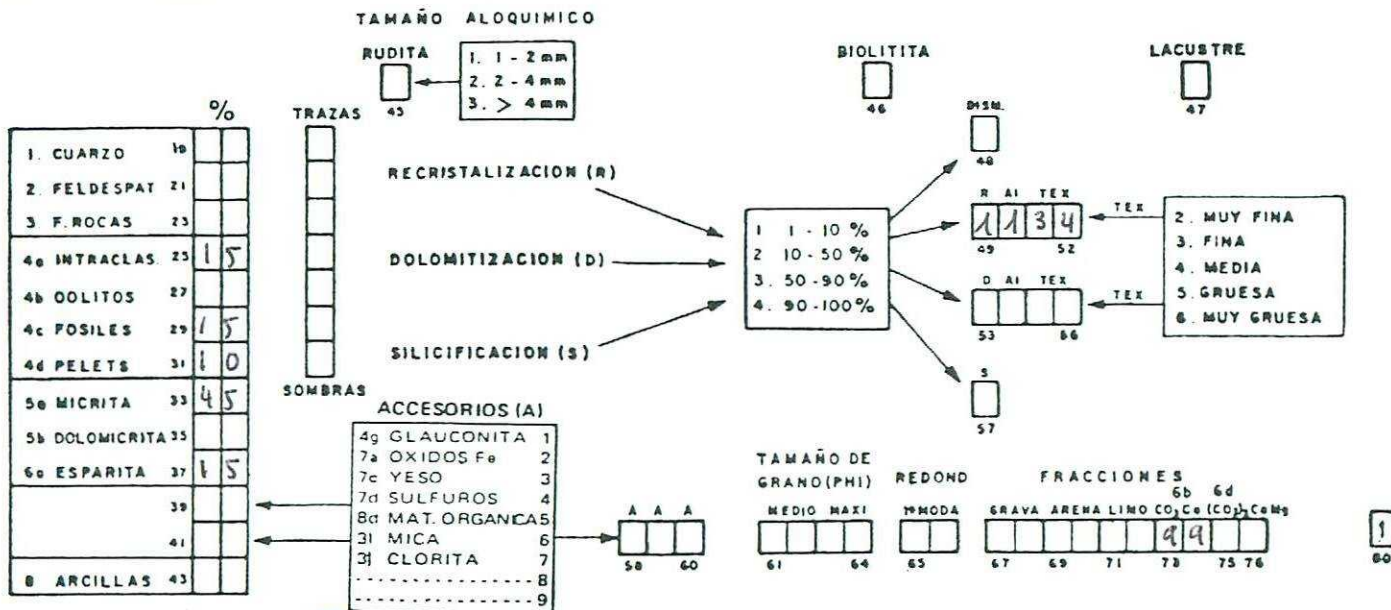 TAMAÑO ALOQUIMICO
RUDITA
45
1. 1 - 2 mm
2. 2 - 4 mm
3. > 4 mm
BIOLITITA
46
LACUSTRE
47
%
TRAZAS
1. CUARZO 19
2. FELDESPAT 21
3 F. ROCAS 23
4a INTRACLAS. 25 1 5
4b OOLITOS 27
4c FOSILES 29 1 5
4d PELETS 31 1 0
5a MICRITA 33 4 5
5b DOLOMICRITA 35
6a ESPARITA 37 1 5
39
41
8 ARCILLAS 43
SOMBRAS
RECRISTALIZACION (R)
DOLOMITIZACION (D)
SILICIFICACION (S)
1 1 - 10 %
2 10 - 50 %
3. 50 - 90 %
4. 90 - 100 %
DISM.
48
R Al TEX
1 1 3 4
49 52
TEX
D Al TEX
53 56
TEX
S
57
2. MUY FINA
3. FINA
4. MEDIA
5. GRUESA
6. MUY GRUESA
ACCESORIOS (A)
4g GLAUCONITA 1
7a OXIDOS Fe 2
7c YESO 3
7d SULFUROS 4
8d MAT. ORGANICA 5
3i MICA 6
3j CLORITA 7
8
9
A A A
58 60
TAMAÑO DE
GRANO (PHI)
MEDIO MAXI
61 64
REDOND
1ª MODA
65
FRACCIONES
6b 6d
GRAVA ARENA LIMO CO3Ca (CO3)2CaMg
9 9
67 69 71 73 75 76
1
80